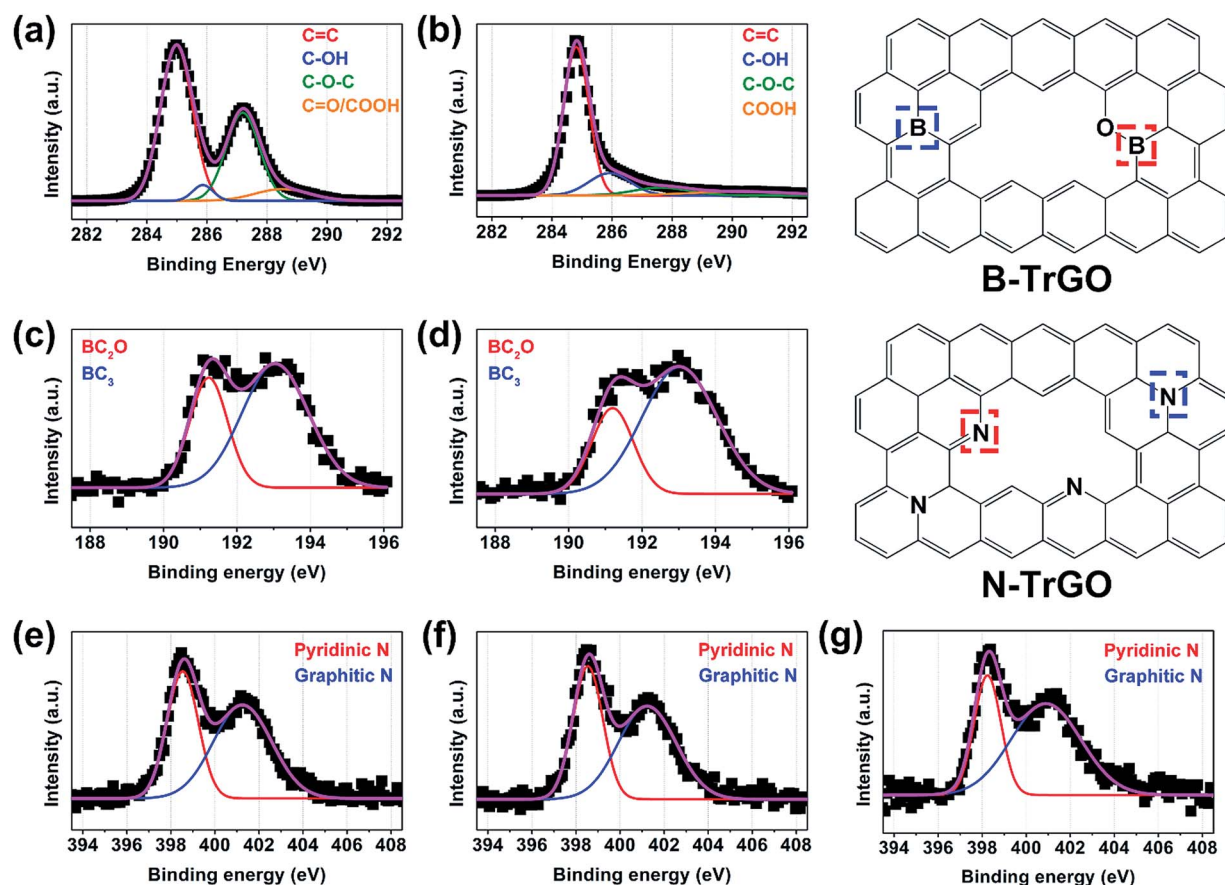 (a)
C=C
C-OH
C-O-C
C=O/COOH
Intensity (a.u.)
282 284 286 288 290 292
Binding Energy (eV)
(b)
C=C
C-OH
C-O-C
COOH
Intensity (a.u.)
282 284 286 288 290 292
Binding Energy (eV)
B
O
B
B-TrGO
(c)
BC₂O
BC₃
Intensity (a.u.)
188 190 192 194 196
Binding energy (eV)
(d)
BC₂O
BC₃
Intensity (a.u.)
188 190 192 194 196
Binding energy (eV)
N
N
N
N
N-TrGO
(e)
Pyridinic N
Graphitic N
Intensity (a.u.)
394 396 398 400 402 404 406 408
Binding energy (eV)
(f)
Pyridinic N
Graphitic N
Intensity (a.u.)
394 396 398 400 402 404 406 408
Binding energy (eV)
(g)
Pyridinic N
Graphitic N
Intensity (a.u.)
394 396 398 400 402 404 406 408
Binding energy (eV)